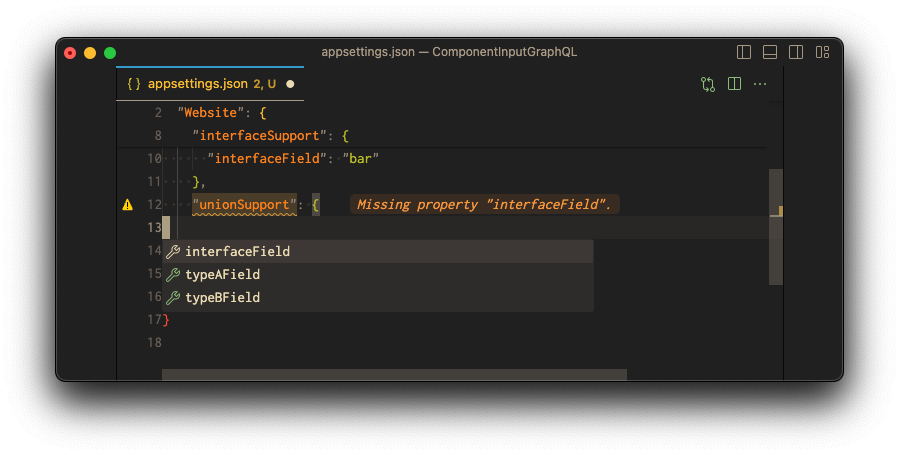 appsettings.json — ComponentInputGraphQL
{} appsettings.json 2, U
2 "Website": {
8 "interfaceSupport": {
10 "interfaceField": "bar"
11 },
12 "unionSupport": { Missing property "interfaceField".
13
14 interfaceField
15 typeAField
16 typeBField
17 }
18